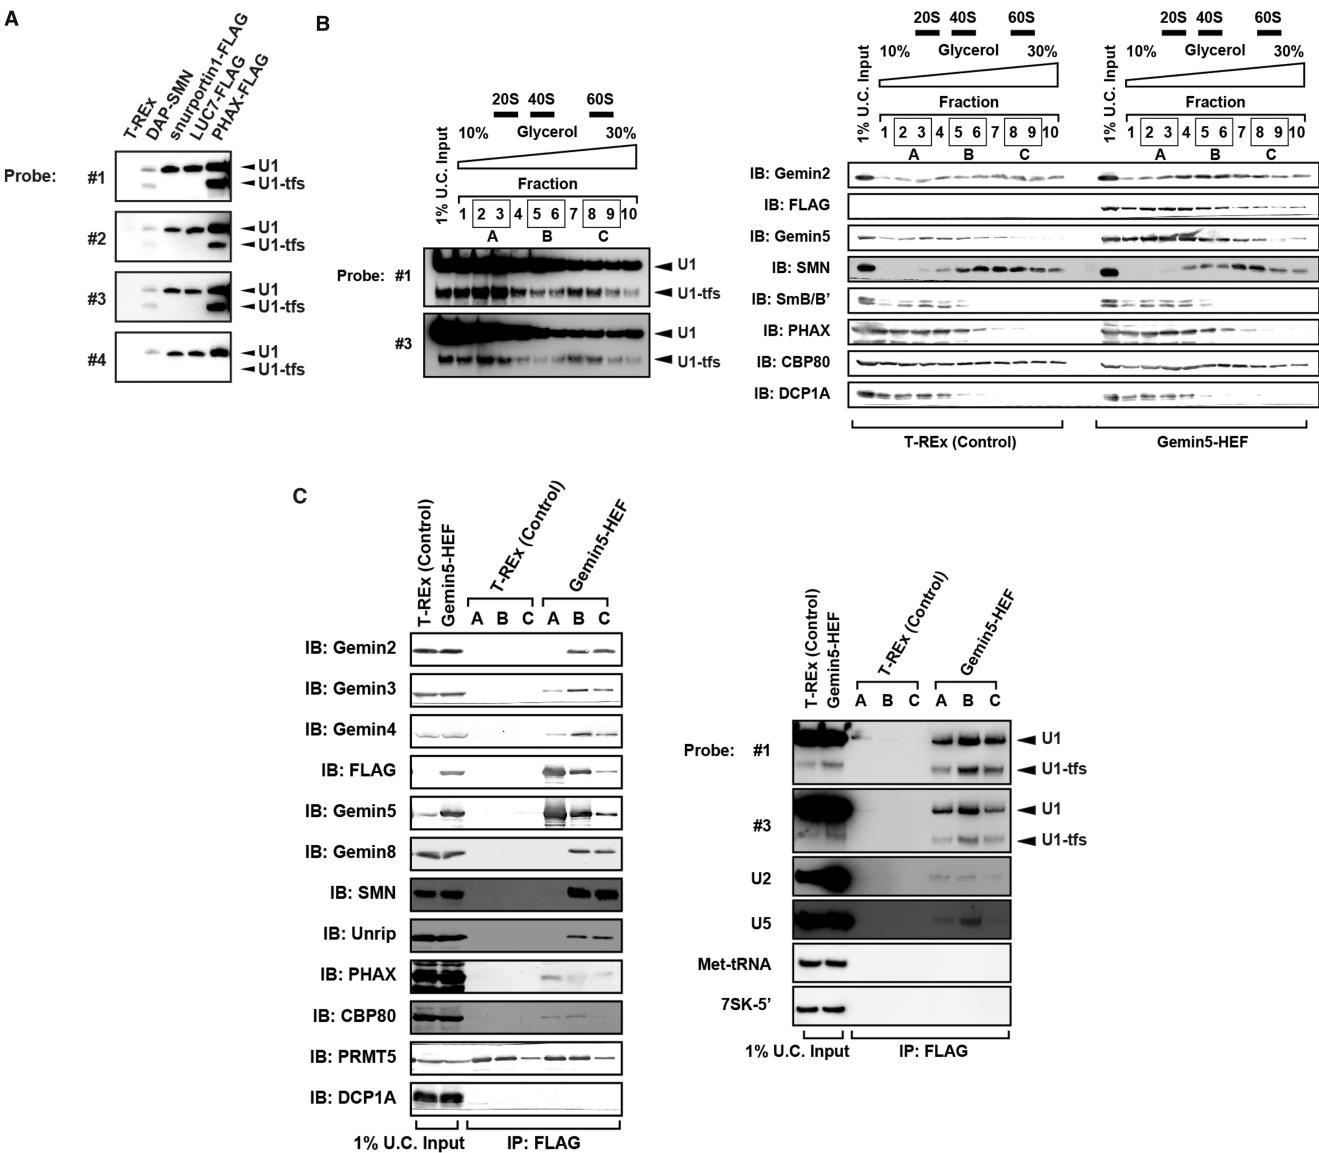 A
T-REx
DAP-SMN
snurportin1-FLAG
LUC7-FLAG
PHAX-FLAG
Probe:
#1
U1
U1-tfs
#2
U1
U1-tfs
#3
U1
U1-tfs
#4
U1
U1-tfs
B
20S 40S 60S
10% Glycerol 30%
1% U.C. Input
Fraction
1 2 3 4 5 6 7 8 9 10
A B C
Probe: #1
U1
U1-tfs
#3
U1
U1-tfs
20S 40S 60S
10% Glycerol 30%
1% U.C. Input
Fraction
1 2 3 4 5 6 7 8 9 10
A B C
20S 40S 60S
10% Glycerol 30%
1% U.C. Input
Fraction
1 2 3 4 5 6 7 8 9 10
A B C
IB: Gemin2
IB: FLAG
IB: Gemin5
IB: SMN
IB: SmB/B’
IB: PHAX
IB: CBP80
IB: DCP1A
T-REx (Control)
Gemin5-HEF
C
T-REx (Control)
Gemin5-HEF
T-REx (Control)
Gemin5-HEF
A B C A B C
IB: Gemin2
IB: Gemin3
IB: Gemin4
IB: FLAG
IB: Gemin5
IB: Gemin8
IB: SMN
IB: Unrip
IB: PHAX
IB: CBP80
IB: PRMT5
IB: DCP1A
1% U.C. Input IP: FLAG
T-REx (Control)
Gemin5-HEF
T-REx (Control)
Gemin5-HEF
A B C A B C
Probe: #1
U1
U1-tfs
#3
U1
U1-tfs
U2
U5
Met-tRNA
7SK-5’
1% U.C. Input IP: FLAG